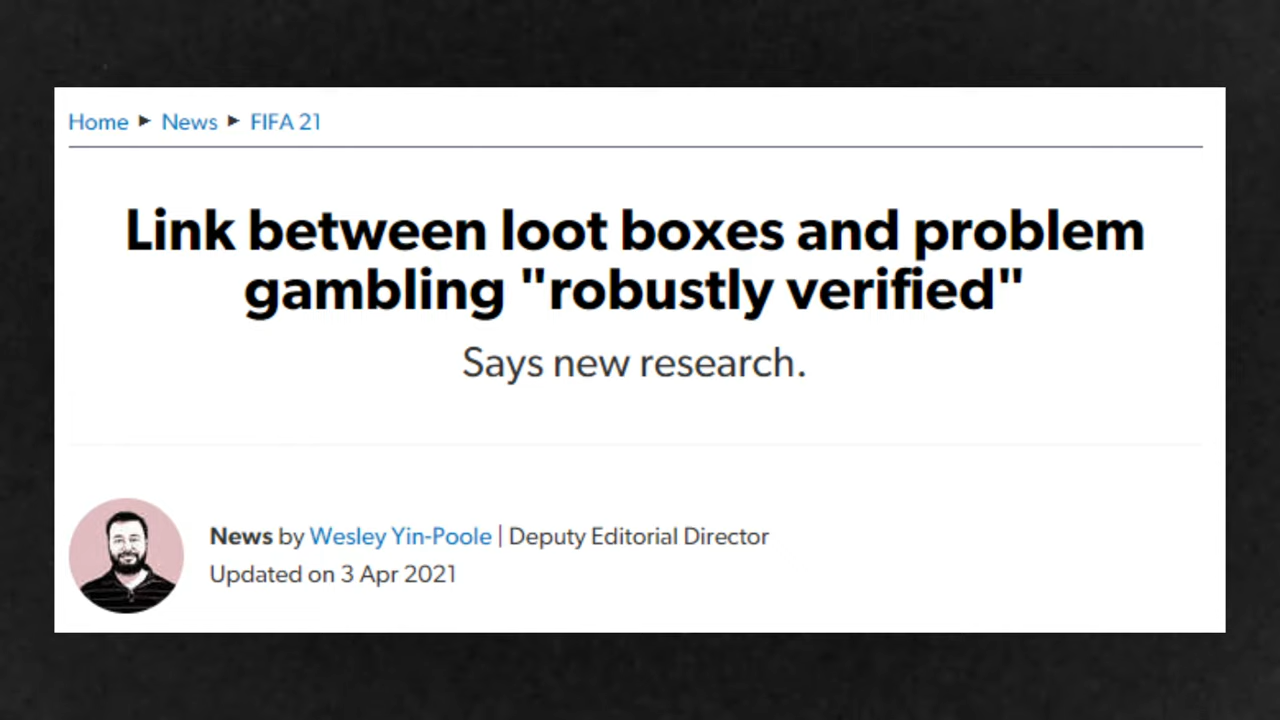 Home ► News ► FIFA 21
Link between loot boxes and problem
gambling "robustly verified"
Says new research.
News by Wesley Yin-Poole | Deputy Editorial Director
Updated on 3 Apr 2021